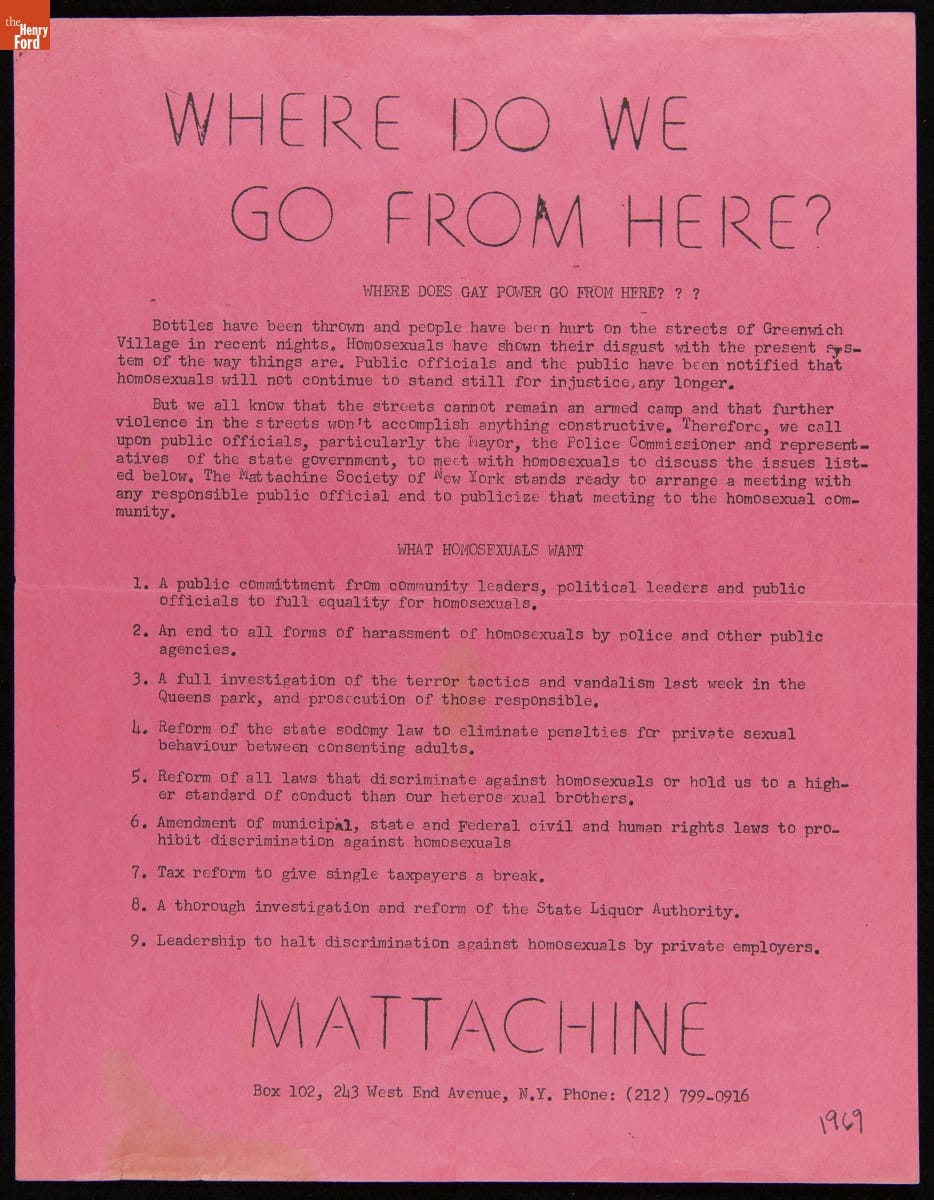 the
Henry
Ford
WHERE DO WE
GO FROM HERE?
WHERE DOES GAY POWER GO FROM HERE? ? ?
Bottles have been thrown and people have been hurt on the streets of Greenwich
Village in recent nights. Homosexuals have shown their disgust with the present sys-
tem of the way things are. Public officials and the public have been notified that
homosexuals will not continue to stand still for injustice, any longer.
But we all know that the streets cannot remain an armed camp and that further
violence in the streets won't accomplish anything constructive. Therefore, we call
upon public officials, particularly the Mayor, the Police Commissioner and represent-
atives of the state government, to meet with homosexuals to discuss the issues list-
ed below. The Mattachine Society of New York stands ready to arrange a meeting with
any responsible public official and to publicize that meeting to the homosexual com-
munity.
WHAT HOMOSEXUALS WANT
1. A public committment from community leaders, political leaders and public
officials to full equality for homosexuals.
2. An end to all forms of harassment of homosexuals by police and other public
agencies.
3. A full investigation of the terror tactics and vandalism last week in the
Queens park, and prosecution of those responsible.
4. Reform of the state sodomy law to eliminate penalties for private sexual
behaviour between consenting adults.
5. Reform of all laws that discriminate against homosexuals or hold us to a high-
er standard of conduct than our heteros xual brothers.
6. Amendment of municipal, state and Federal civil and human rights laws to pro-
hibit discrimination against homosexuals
7. Tax reform to give single taxpayers a break.
8. A thorough investigation and reform of the State Liquor Authority.
9. Leadership to halt discrimination against homosexuals by private employers.
MATTACHINE
Box 102, 243 West End Avenue, N.Y. Phone: (212) 799-0916
1969